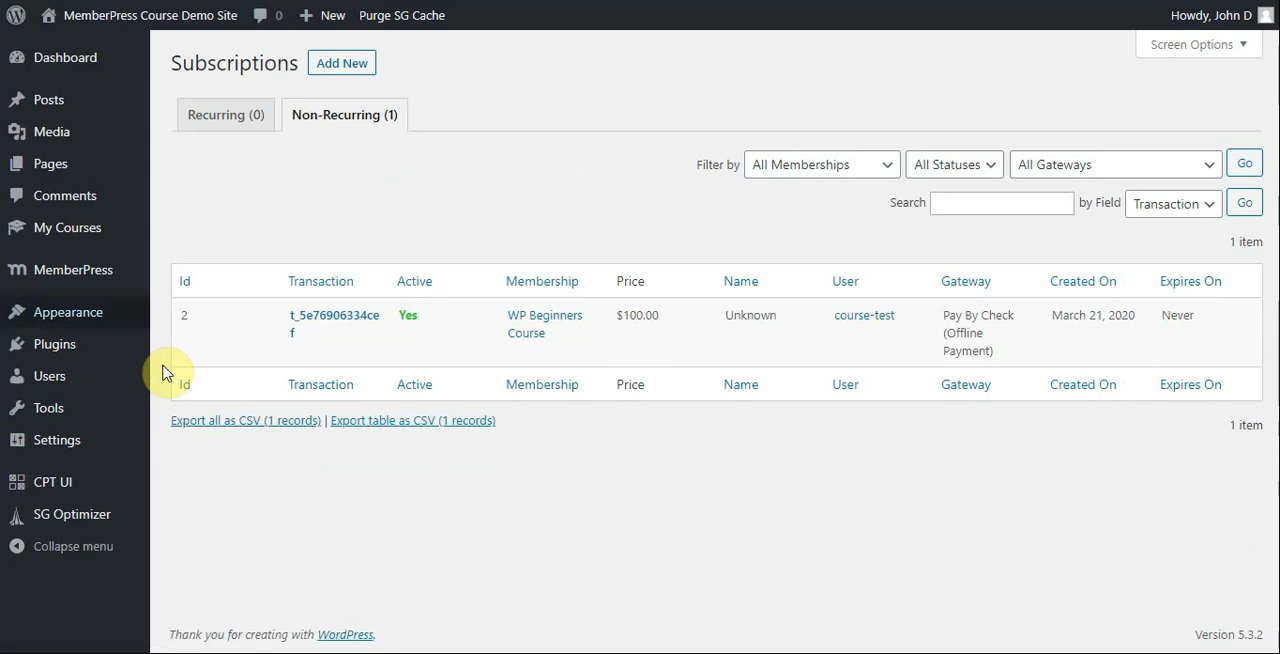 MemberPress Course Demo Site 0 New Purge SG Cache Howdy, John D
Dashboard
Posts
Media
Pages
Comments
My Courses
MemberPress
Appearance
Plugins
Users
Tools
Settings
CPT UI
SG Optimizer
Collapse menu
Screen Options
Subscriptions Add New
Recurring (0) Non-Recurring (1)
Filter by All Memberships All Statuses All Gateways Go
Search by Field Transaction Go
1 item
Id Transaction Active Membership Price Name User Gateway Created On Expires On
2 t_5e76906334ce Yes WP Beginners $100.00 Unknown course-test Pay By Check March 21, 2020 Never
f Course (Offline
Payment)
Id Transaction Active Membership Price Name User Gateway Created On Expires On
Export all as CSV (1 records) | Export table as CSV (1 records)
1 item
Thank you for creating with WordPress. Version 5.3.2